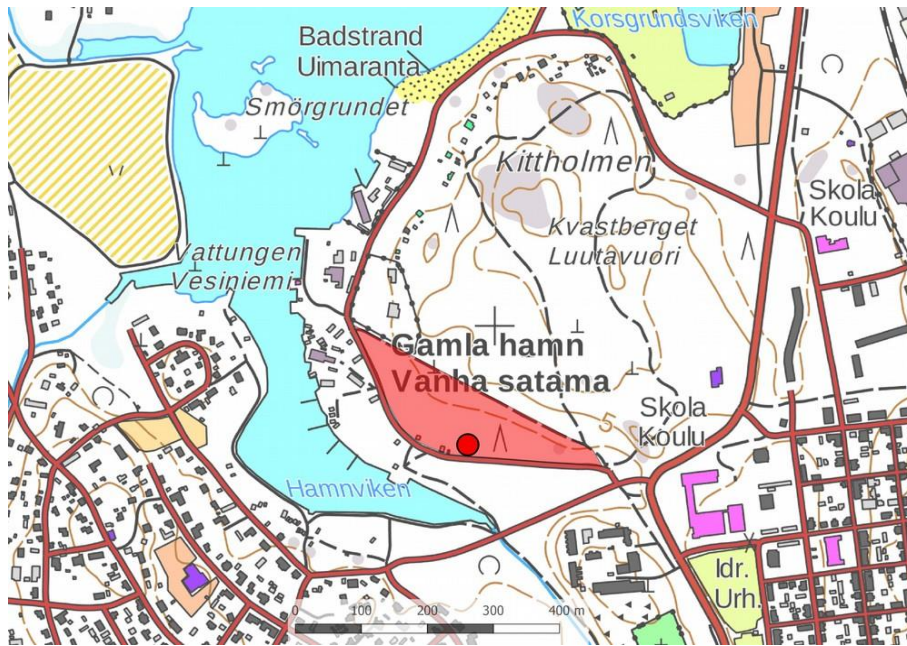 Korsgrundsviken
Badstrand
Uimaranta
Smörgrundet
Kittholmen
Skola
Koulu
Kvastberget
Luutavuori
Vattungen
Vesiniemi
Gamla hamn
Vanha satama
5
Skola
Koulu
Hamnviken
Idr.
Urh.
0 100 200 300 400 m